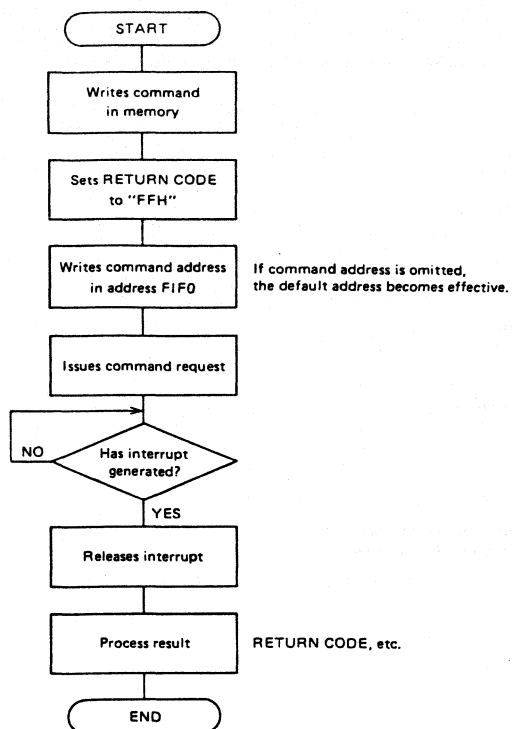 START
Writes command
in memory
Sets RETURN CODE
to "FFH"
Writes command address
in address FIFO
If command address is omitted,
the default address becomes effective.
Issues command request
NO
Has interrupt
generated?
YES
Releases interrupt
Process result
RETURN CODE, etc.
END